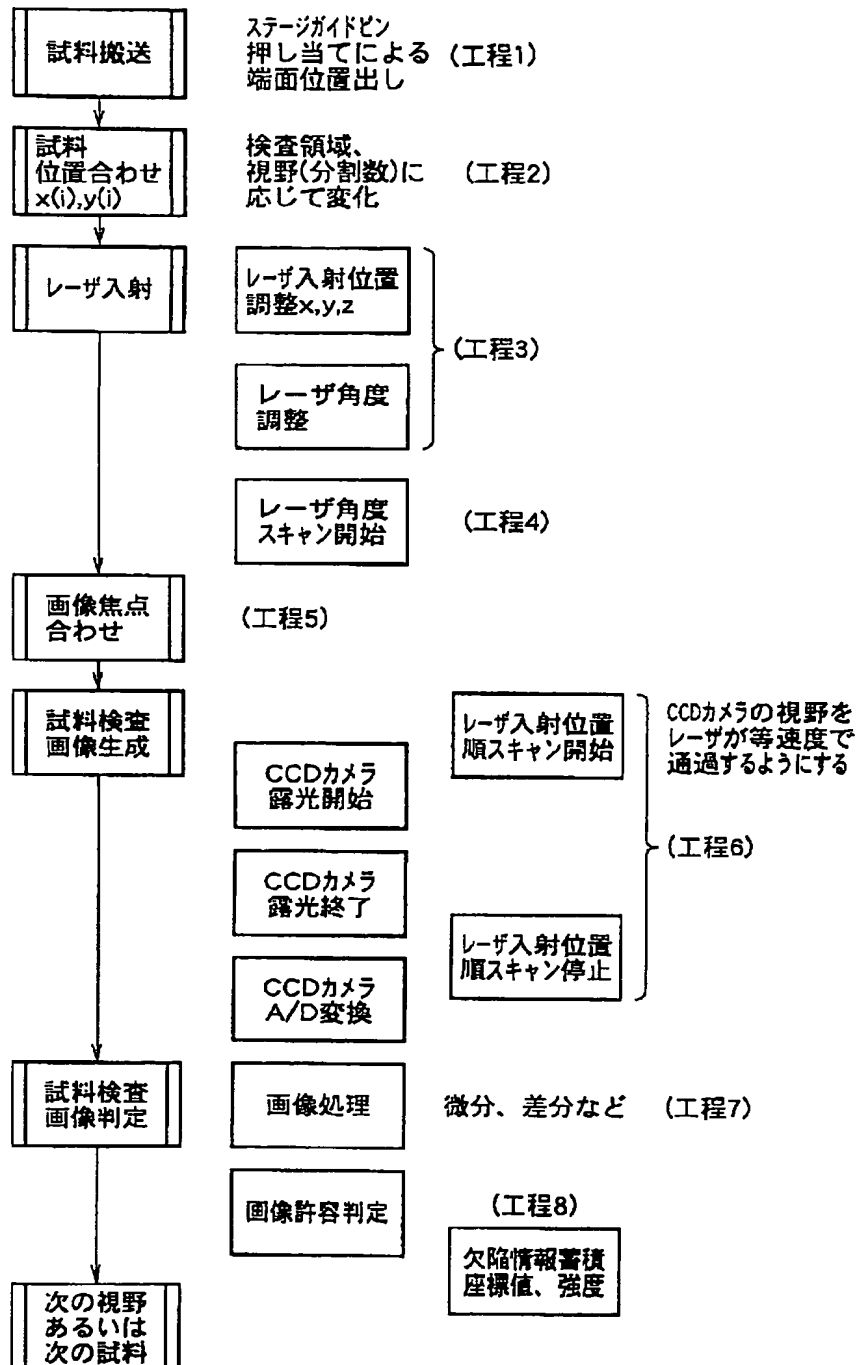 試料搬送
ステージガイドピン
押し当てによる
端面位置出し
(工程1)
試料
位置合わせ
x(i),y(i)
検査領域、
視野(分割数)に
応じて変化
(工程2)
レーザ入射
レーザ入射位置
調整x,y,z
レーザ角度
調整
(工程3)
レーザ角度
スキャン開始
(工程4)
画像焦点
合わせ
(工程5)
試料検査
画像生成
レーザ入射位置
順スキャン開始
CCDカメラの視野を
レーザが等速度で
通過するようにする
CCDカメラ
露光開始
(工程6)
CCDカメラ
露光終了
レーザ入射位置
順スキャン停止
CCDカメラ
A/D変換
試料検査
画像判定
画像処理
微分、差分など
(工程7)
画像許容判定
(工程8)
欠陥情報蓄積
座標値、強度
次の視野
あるいは
次の試料